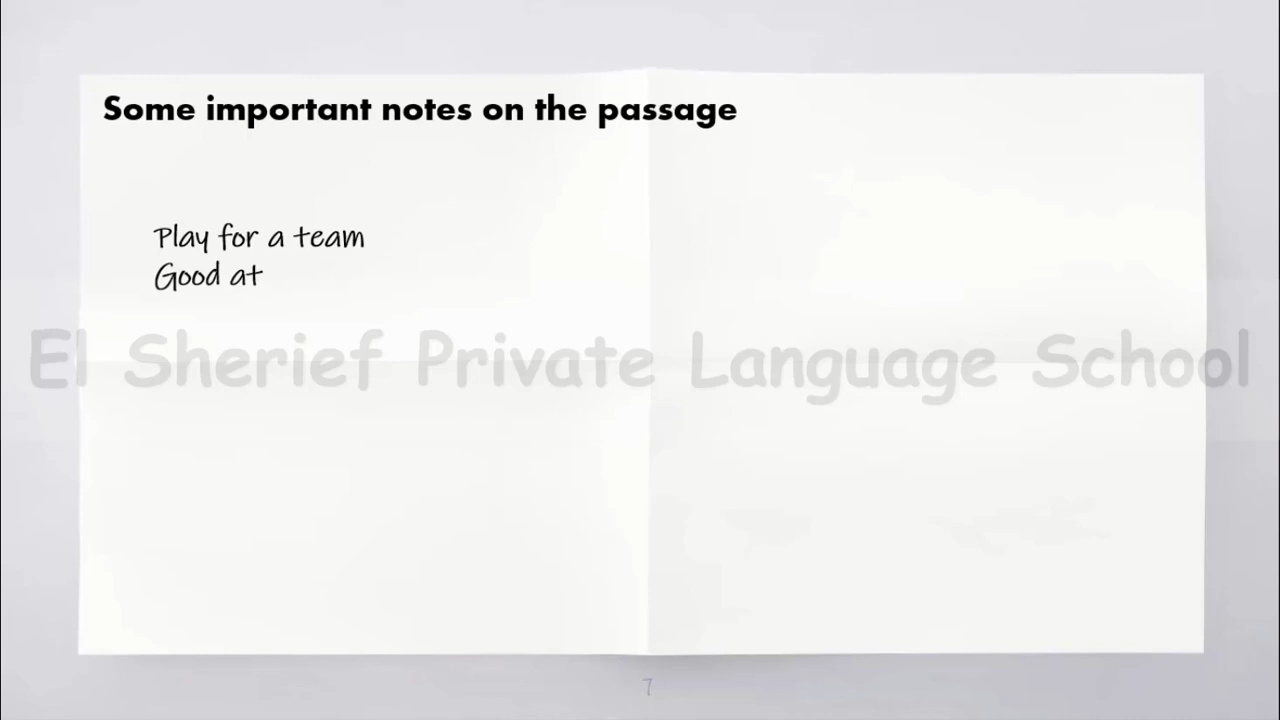 Some important notes on the passage
Play for a team
Good at
El Sherief Private Language School
7